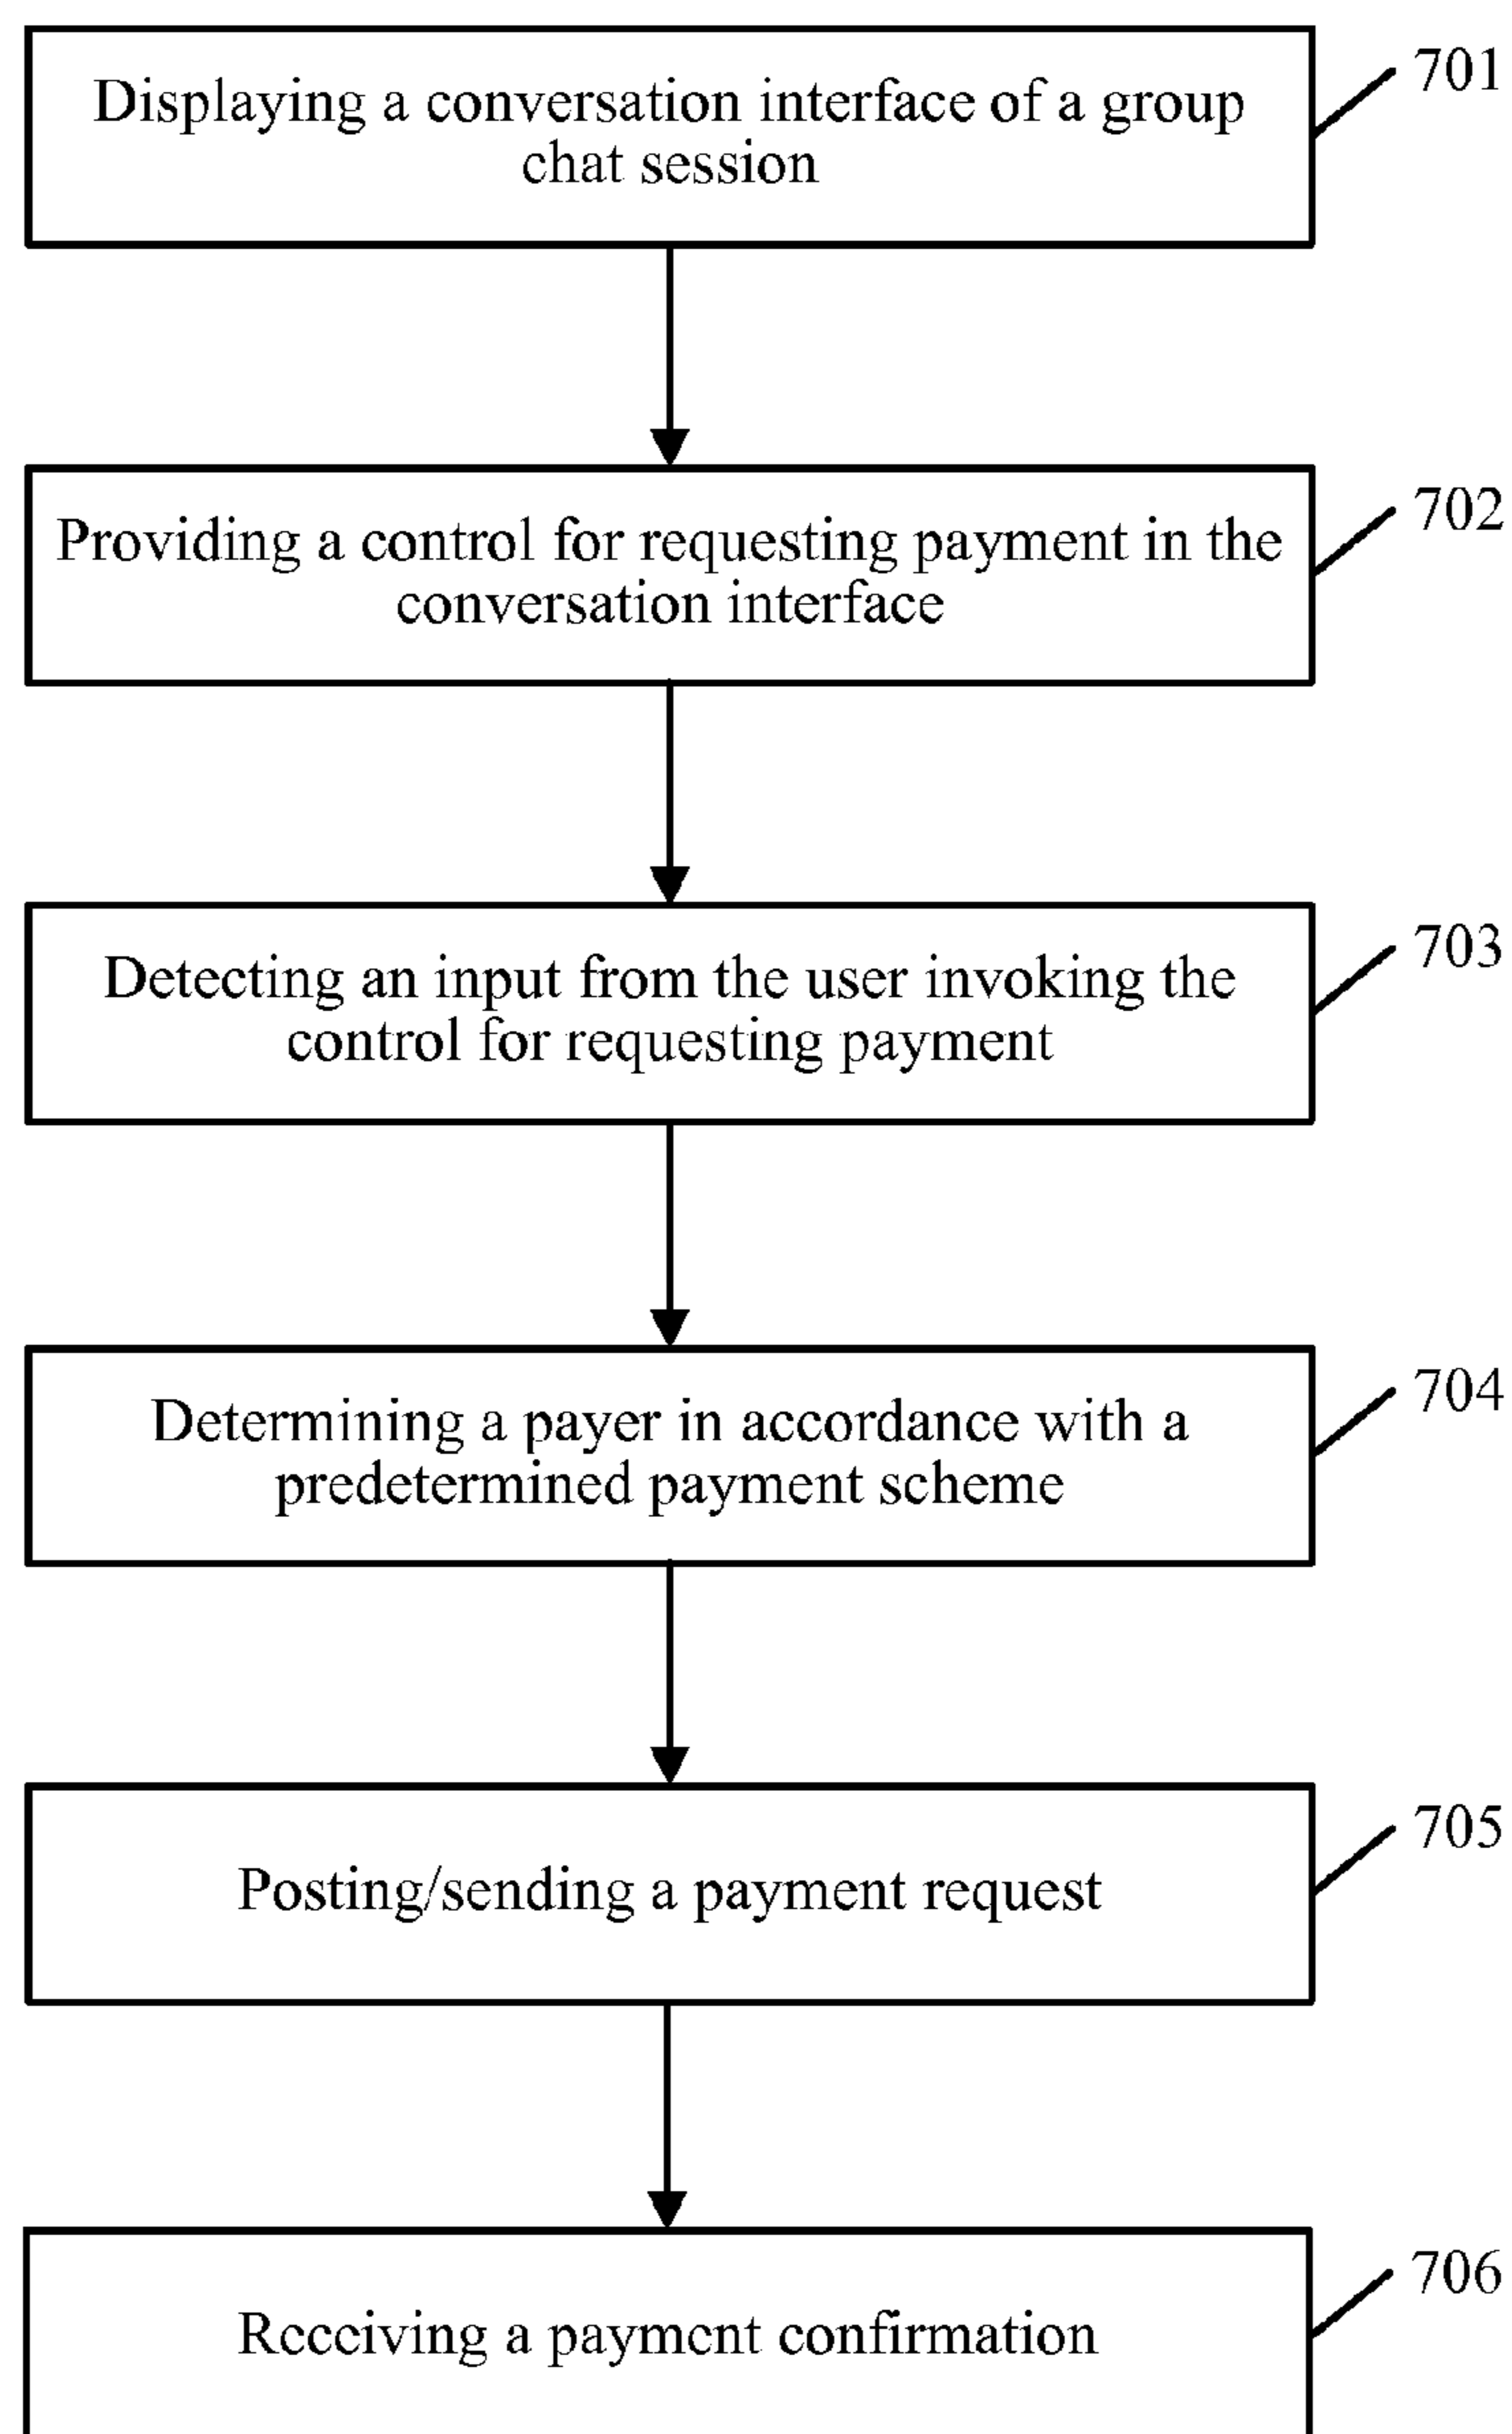 Displaying a conversation interface of a group
chat session
701
Providing a control for requesting payment in the
conversation interface
702
Detecting an input from the user invoking the
control for requesting payment
703
Determining a payer in accordance with a
predetermined payment scheme
704
Posting/sending a payment request
705
Receiving a payment confirmation
706